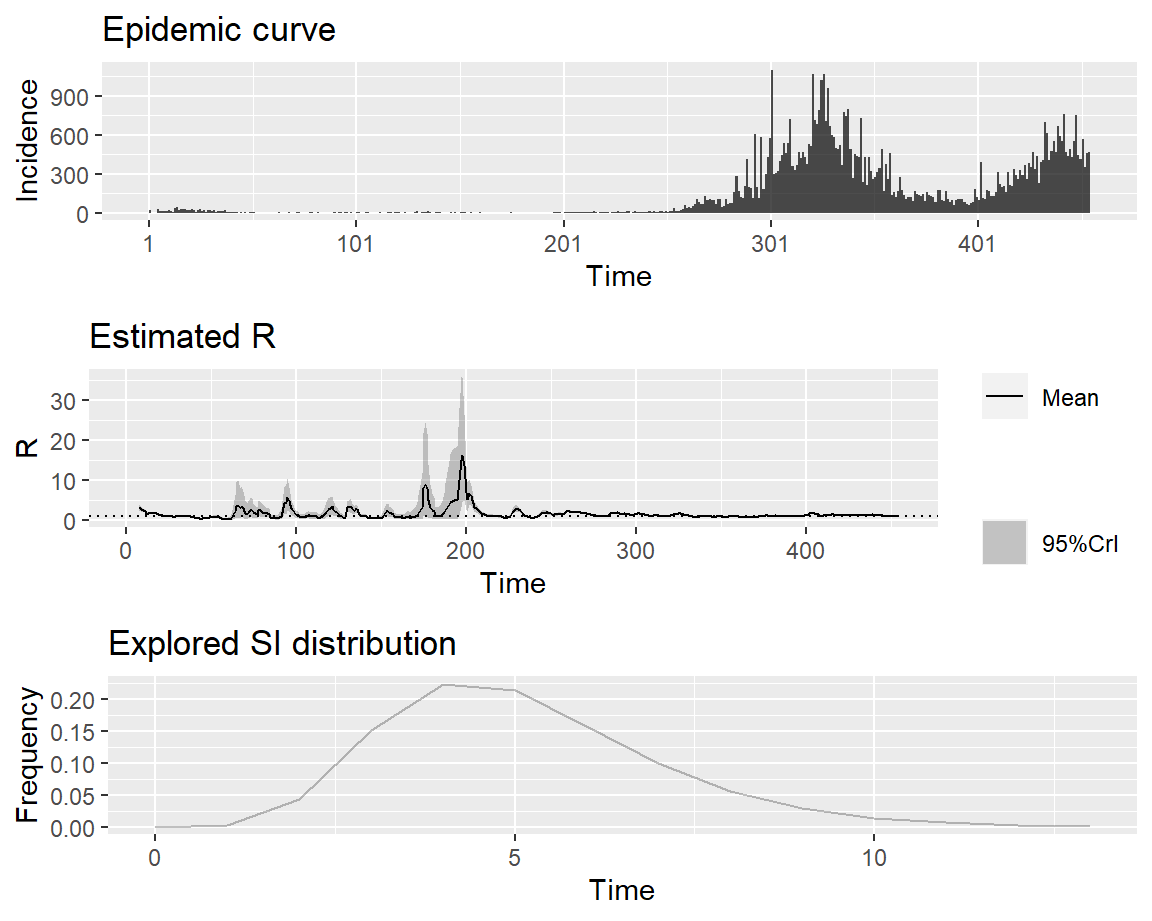 Epidemic curve
900
600
300
0
Incidence
1 101 201 301 401
Time
Estimated R
30
20
10
0
R
0 100 200 300 400
Time
Mean
95%CrI
Explored SI distribution
0.20
0.15
0.10
0.05
0.00
Frequency
0 5 10
Time